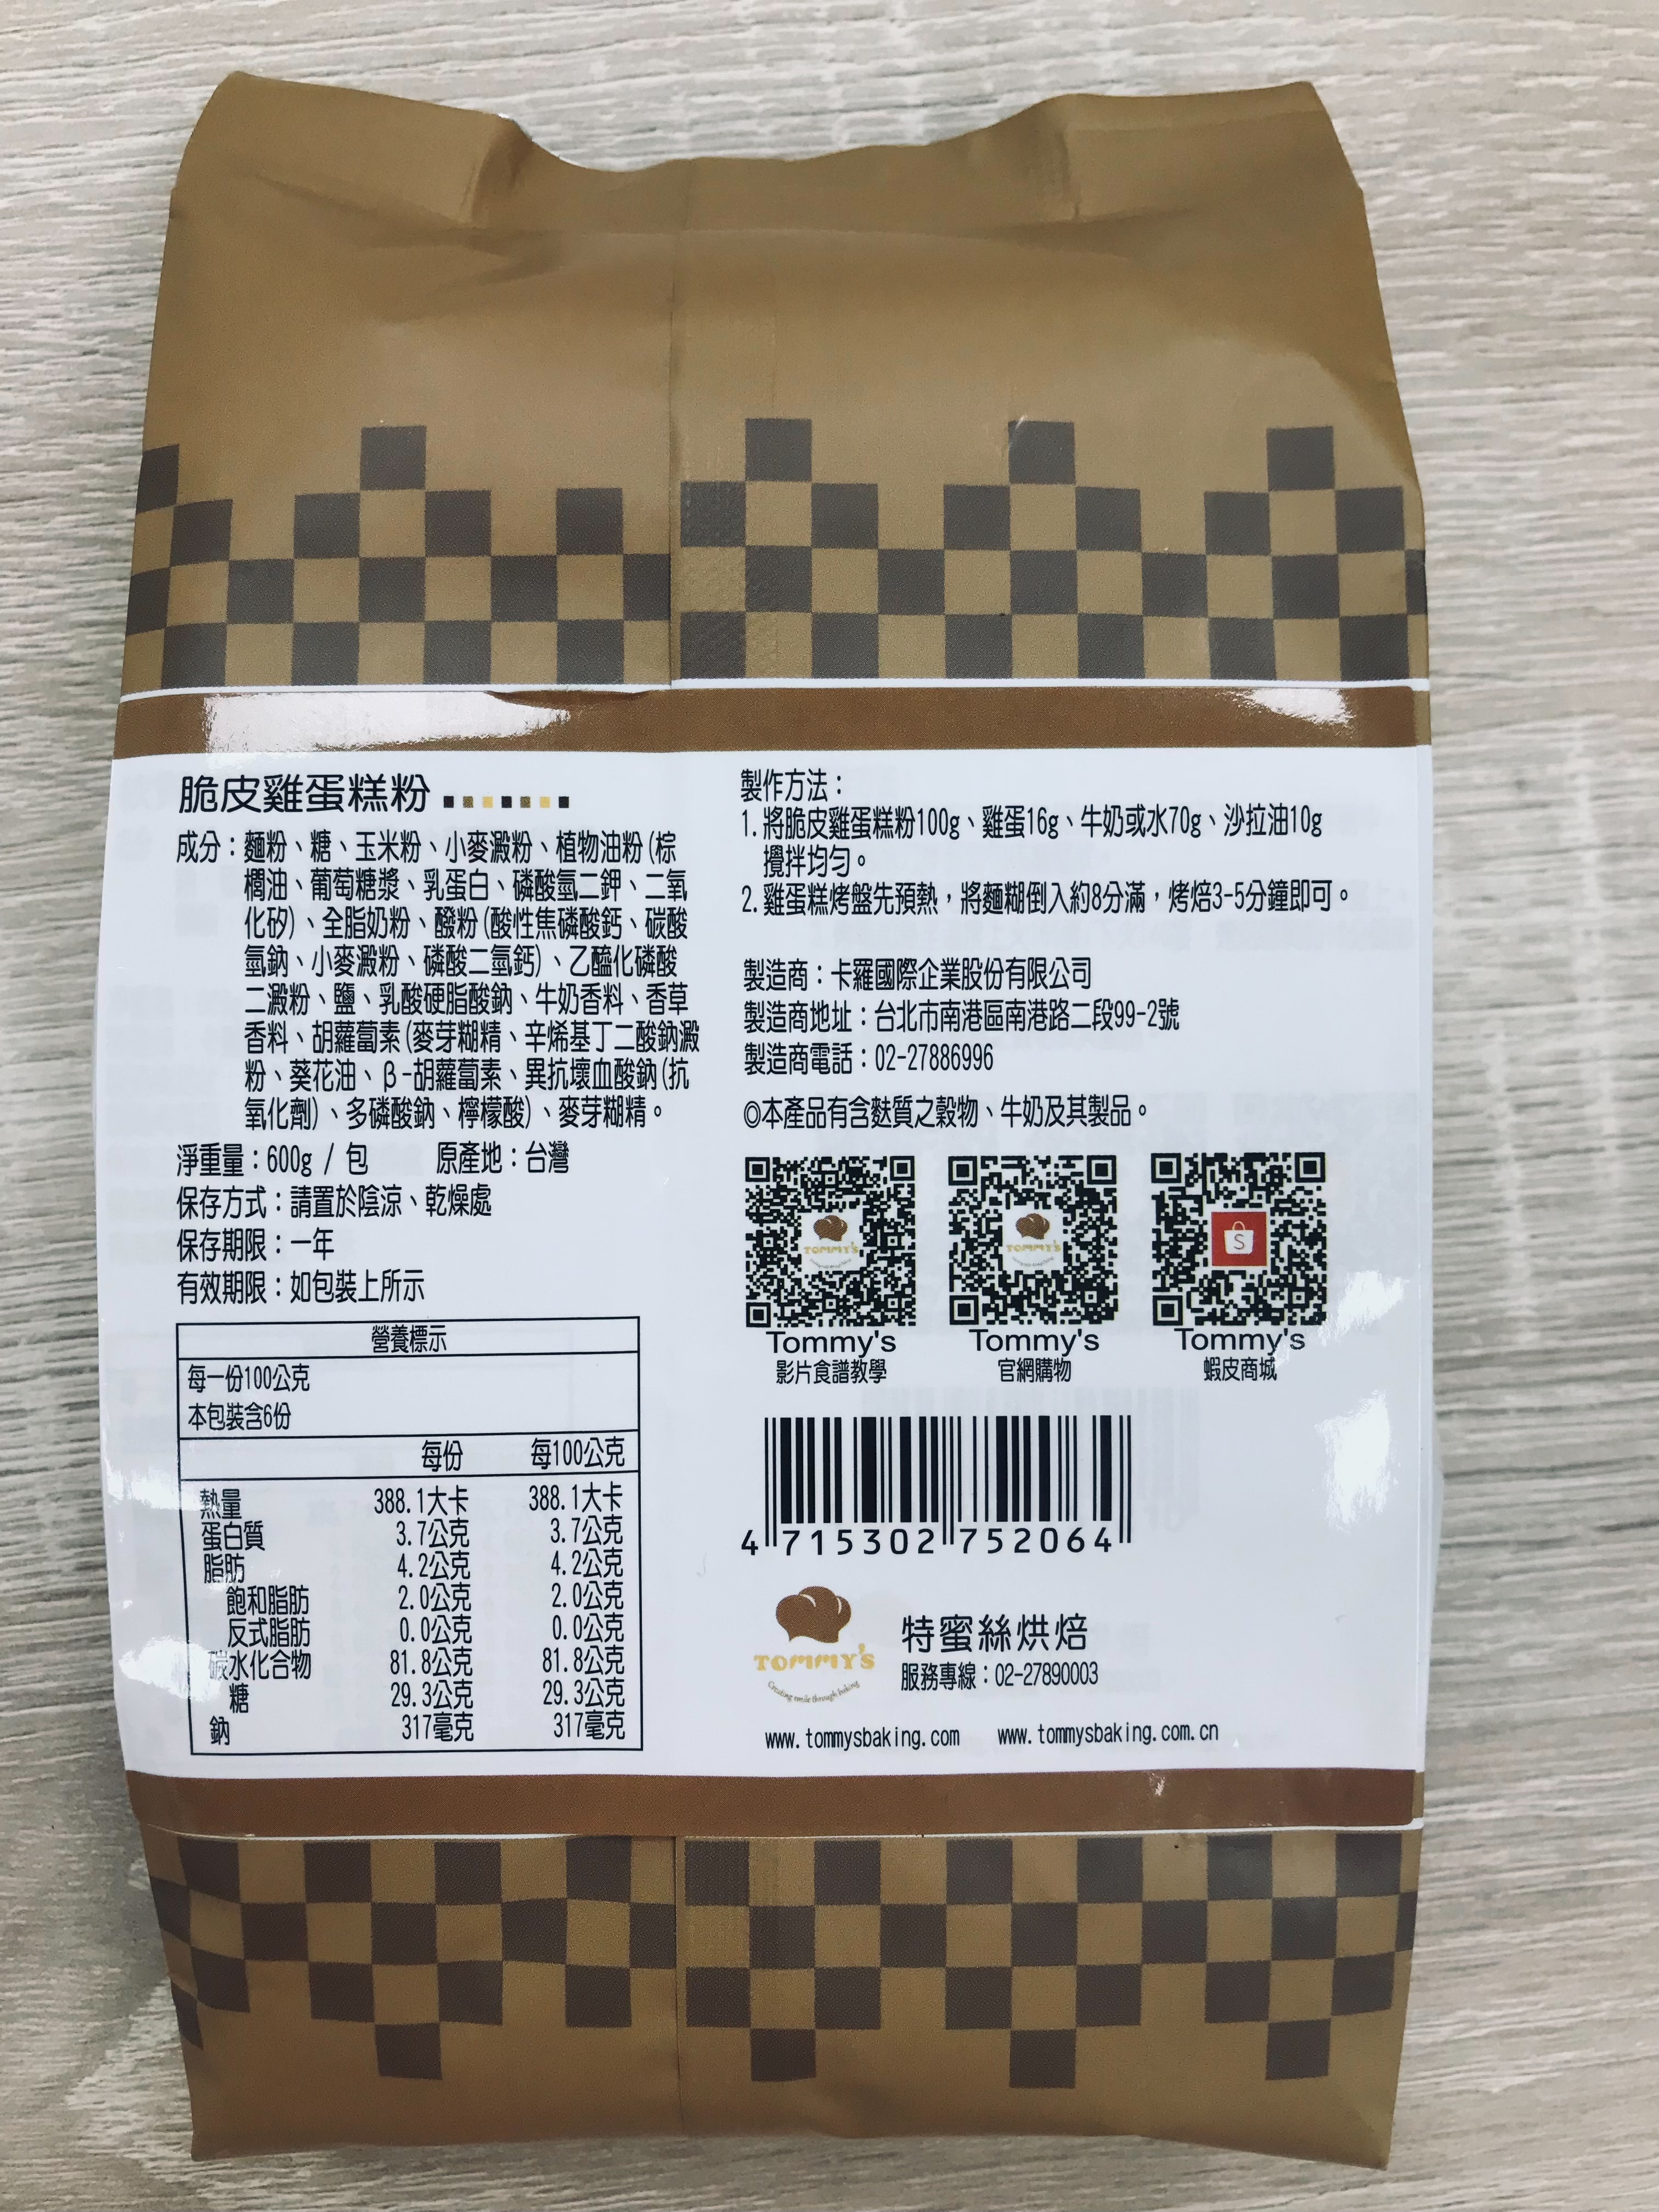 脆皮雞蛋糕粉
成分：麵粉、糖、玉米粉、小麥澱粉、植物油粉(棕
櫚油、葡萄糖漿、乳蛋白、磷酸氫二鉀、二氧
化矽)、全脂奶粉、醱粉(酸性焦磷酸鈣、碳酸
氫鈉、小麥澱粉、磷酸二氫鈣)、乙醯化磷酸
二澱粉、鹽、乳酸硬脂酸鈉、牛奶香料、香草
香料、胡蘿蔔素(麥芽糊精、辛烯基丁二酸鈉澱
粉、葵花油、β-胡蘿蔔素、異抗壞血酸鈉(抗
氧化劑)、多磷酸鈉、檸檬酸)、麥芽糊精。
淨重量：600g / 包 原產地：台灣
保存方式：請置於陰涼、乾燥處
保存期限：一年
有效期限：如包裝上所示
營養標示
每一份100公克
本包裝含6份
每份 每100公克
熱量 388.1大卡 388.1大卡
蛋白質 3.7公克 3.7公克
脂肪 4.2公克 4.2公克
飽和脂肪 2.0公克 2.0公克
反式脂肪 0.0公克 0.0公克
碳水化合物 81.8公克 81.8公克
糖 29.3公克 29.3公克
鈉 317毫克 317毫克
製作方法：
1. 將脆皮雞蛋糕粉100g、雞蛋16g、牛奶或水70g、沙拉油10g
攪拌均勻。
2. 雞蛋糕烤盤先預熱，將麵糊倒入約8分滿，烤焙3-5分鐘即可。
製造商：卡羅國際企業股份有限公司
製造商地址：台北市南港區南港路二段99-2號
製造商電話：02-27886996
◎本產品有含麩質之穀物、牛奶及其製品。
TOMMY'S TOMMY'S S
Tommy's Tommy's Tommy's
影片食譜教學 官網購物 蝦皮商城
4 715302 752064
TOMMY'S
Creating smile through baking
特蜜絲烘焙
服務專線：02-27890003
www.tommysbaking.com www.tommysbaking.com.cn